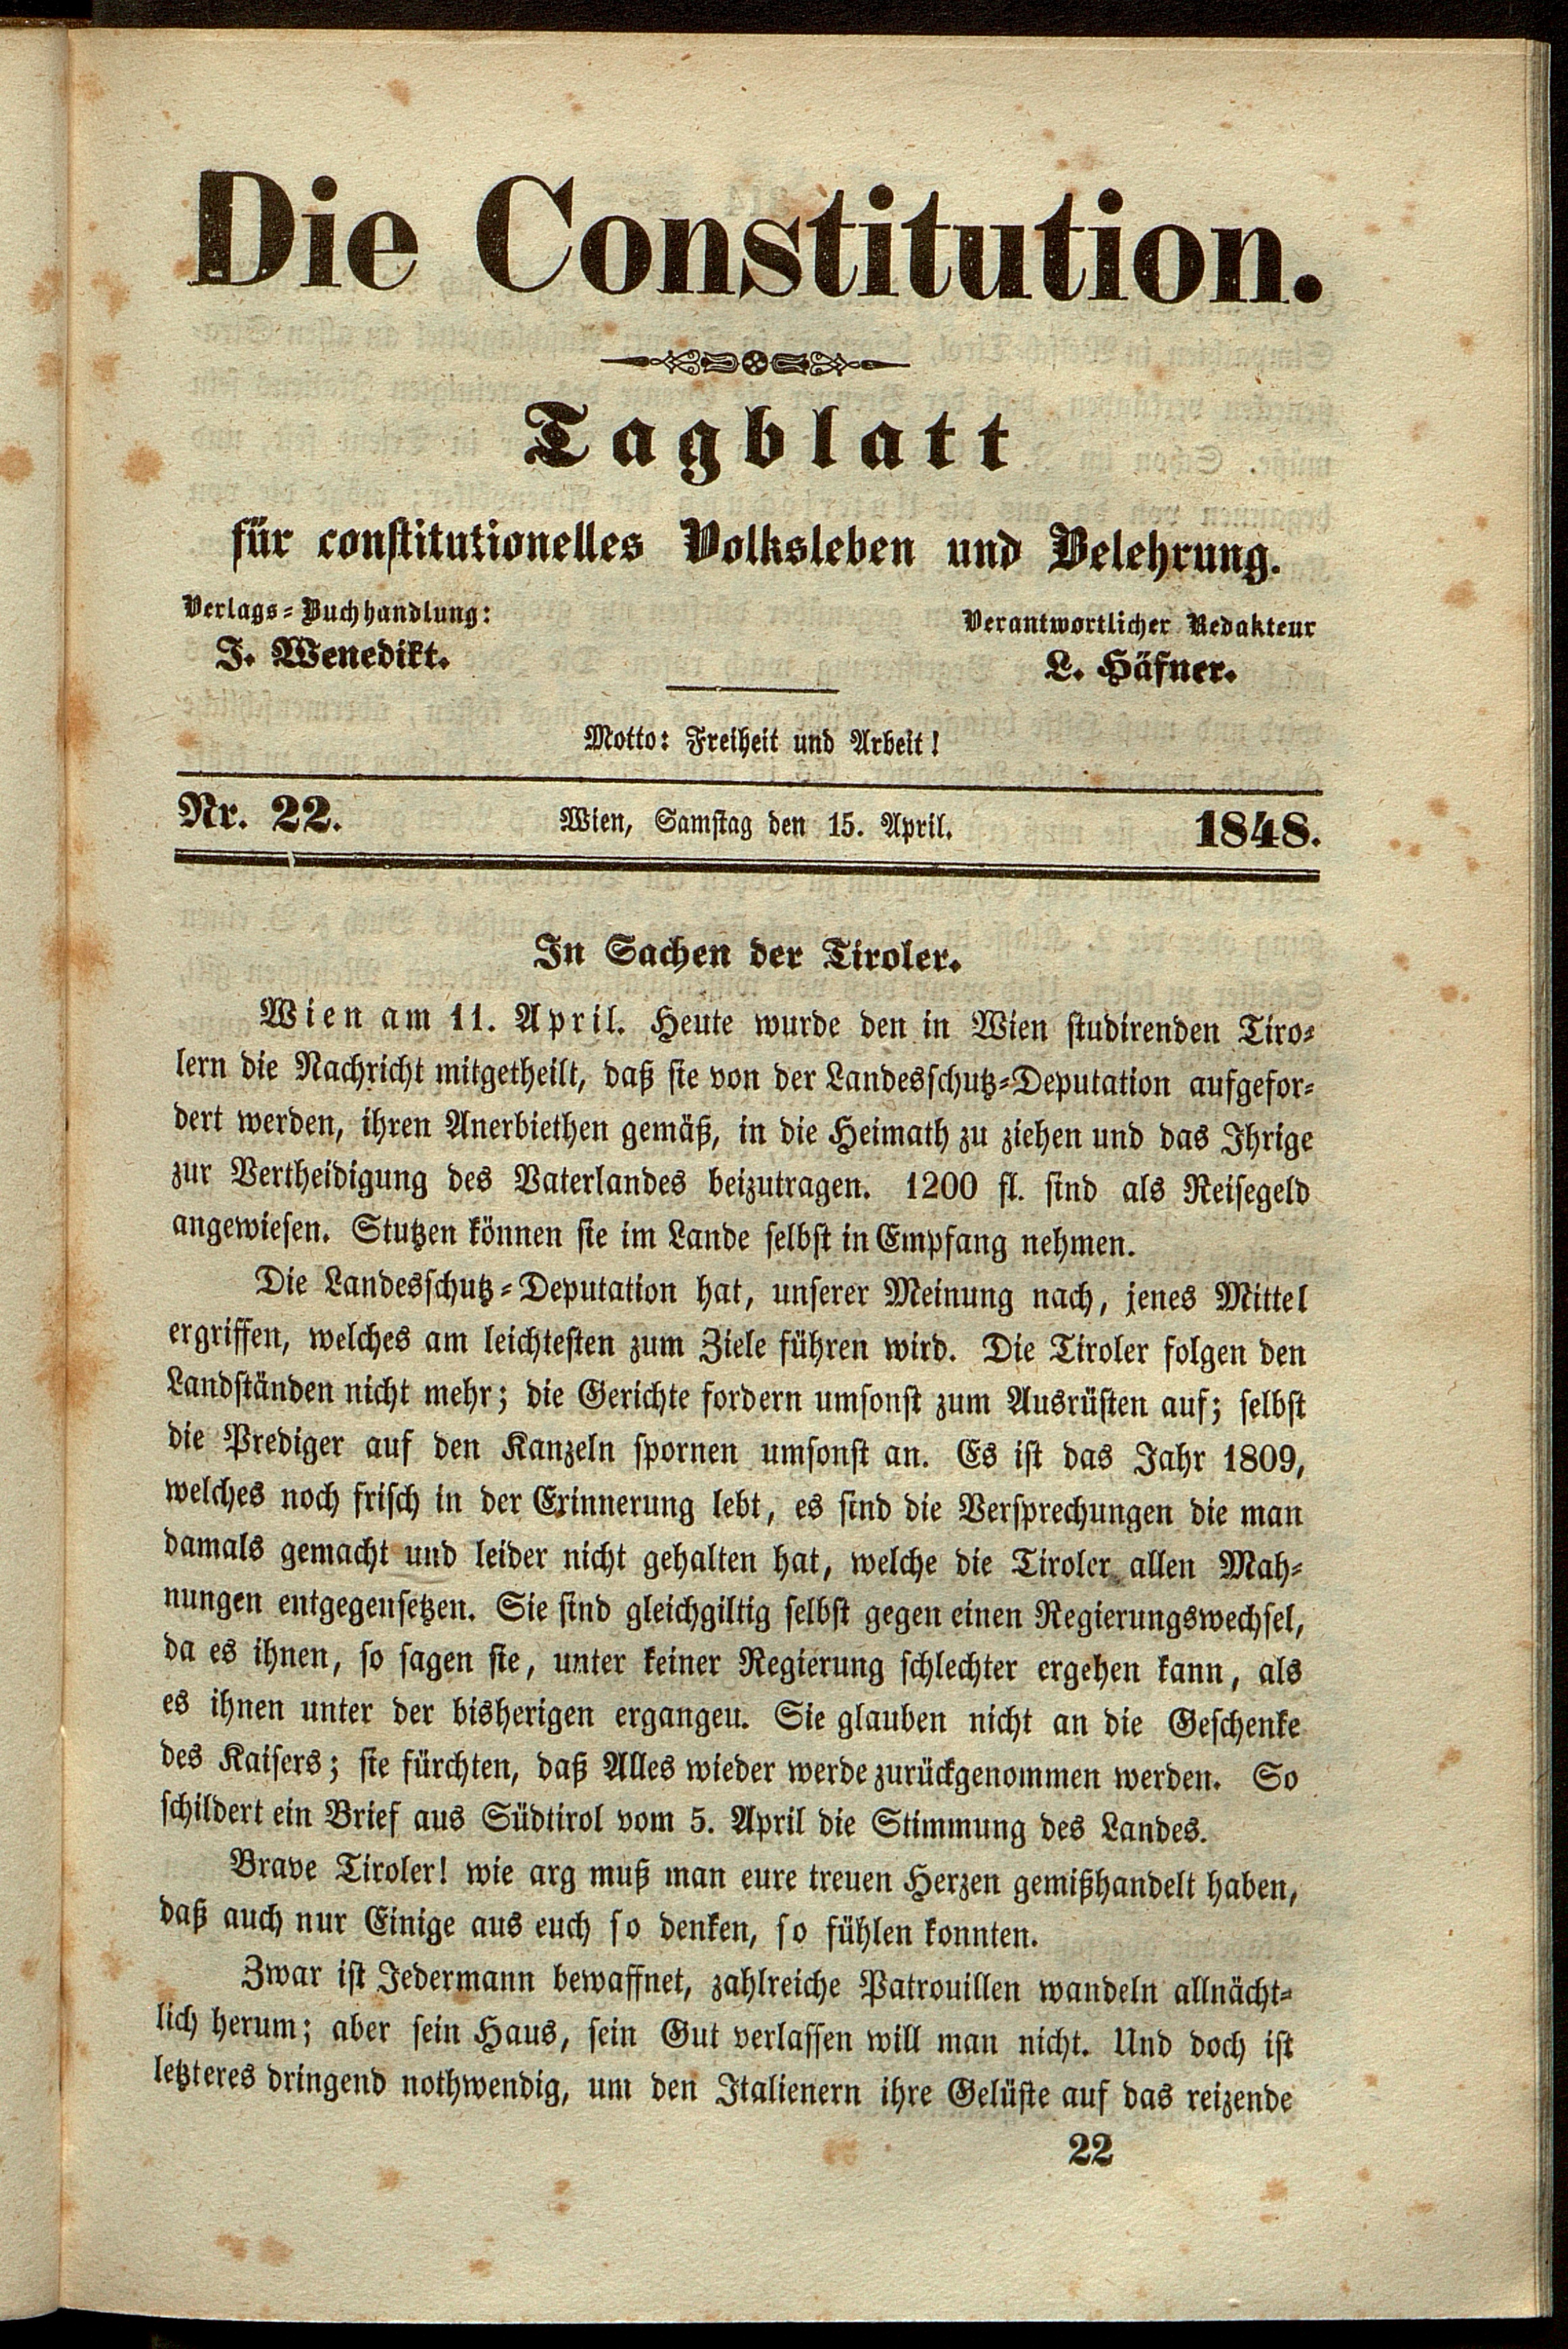 Die Constitution.
Tagblatt
für constitutionelles Volksleben und Belehrung.
Verlags-Buchhandlung:
J. Wenedikt.
Verantwortlicher Redakteur
L. Häfner.
Motto: Freiheit und Arbeit!
Nr. 22. Wien, Samstag den 15. April. 1848.
In Sachen der Tiroler.
Wien am 11. April. Heute wurde den in Wien studirenden Tiro-
lern die Nachricht mitgetheilt, daß sie von der Landesschutz-Deputation aufgefor-
dert werden, ihren Anerbiethen gemäß, in die Heimath zu ziehen und das Ihrige
zur Vertheidigung des Vaterlandes beizutragen. 1200 fl. sind als Reisegeld
angewiesen. Stutzen können sie im Lande selbst in Empfang nehmen.
Die Landesschutz-Deputation hat, unserer Meinung nach, jenes Mittel
ergriffen, welches am leichtesten zum Ziele führen wird. Die Tiroler folgen den
Landständen nicht mehr; die Gerichte fordern umsonst zum Ausrüsten auf; selbst
die Prediger auf den Kanzeln spornen umsonst an. Es ist das Jahr 1809,
welches noch frisch in der Erinnerung lebt, es sind die Versprechungen die man
damals gemacht und leider nicht gehalten hat, welche die Tiroler allen Mah-
nungen entgegensetzen. Sie sind gleichgiltig selbst gegen einen Regierungswechsel,
da es ihnen, so sagen sie, unter keiner Regierung schlechter ergehen kann, als
es ihnen unter der bisherigen ergangen. Sie glauben nicht an die Geschenke
des Kaisers; sie fürchten, daß Alles wieder werde zurückgenommen werden. So
schildert ein Brief aus Südtirol vom 5. April die Stimmung des Landes.
Brave Tiroler! wie arg muß man eure treuen Herzen gemißhandelt haben,
daß auch nur Einige aus euch so denken, so fühlen konnten.
Zwar ist Jedermann bewaffnet, zahlreiche Patrouillen wandeln allnächt-
lich herum; aber sein Haus, sein Gut verlassen will man nicht. Und doch ist
letzteres dringend nothwendig, um den Italienern ihre Gelüste auf das reizende
22